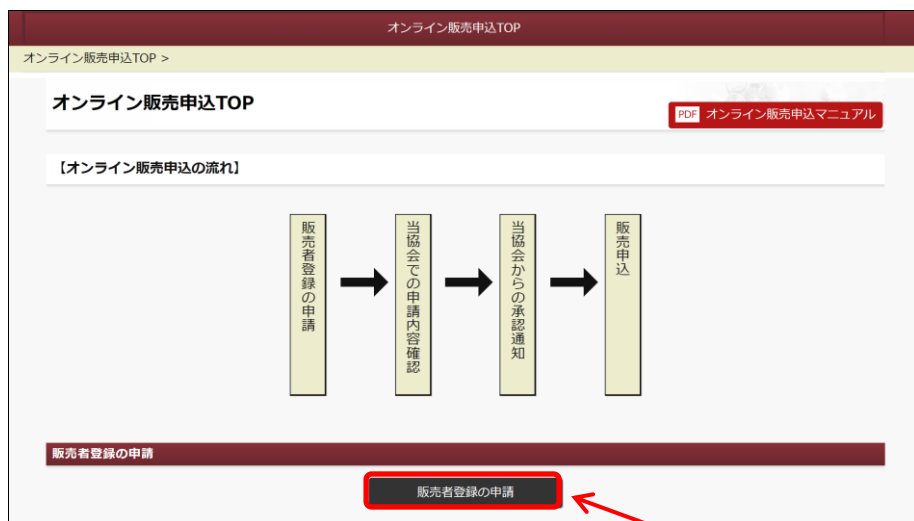 オンライン販売申込TOP
オンライン販売申込TOP >
オンライン販売申込TOP
PDF オンライン販売申込マニュアル
【オンライン販売申込の流れ】
販売者登録の申請
当協会での申請内容確認
当協会からの承認通知
販売申込
販売者登録の申請
販売者登録の申請